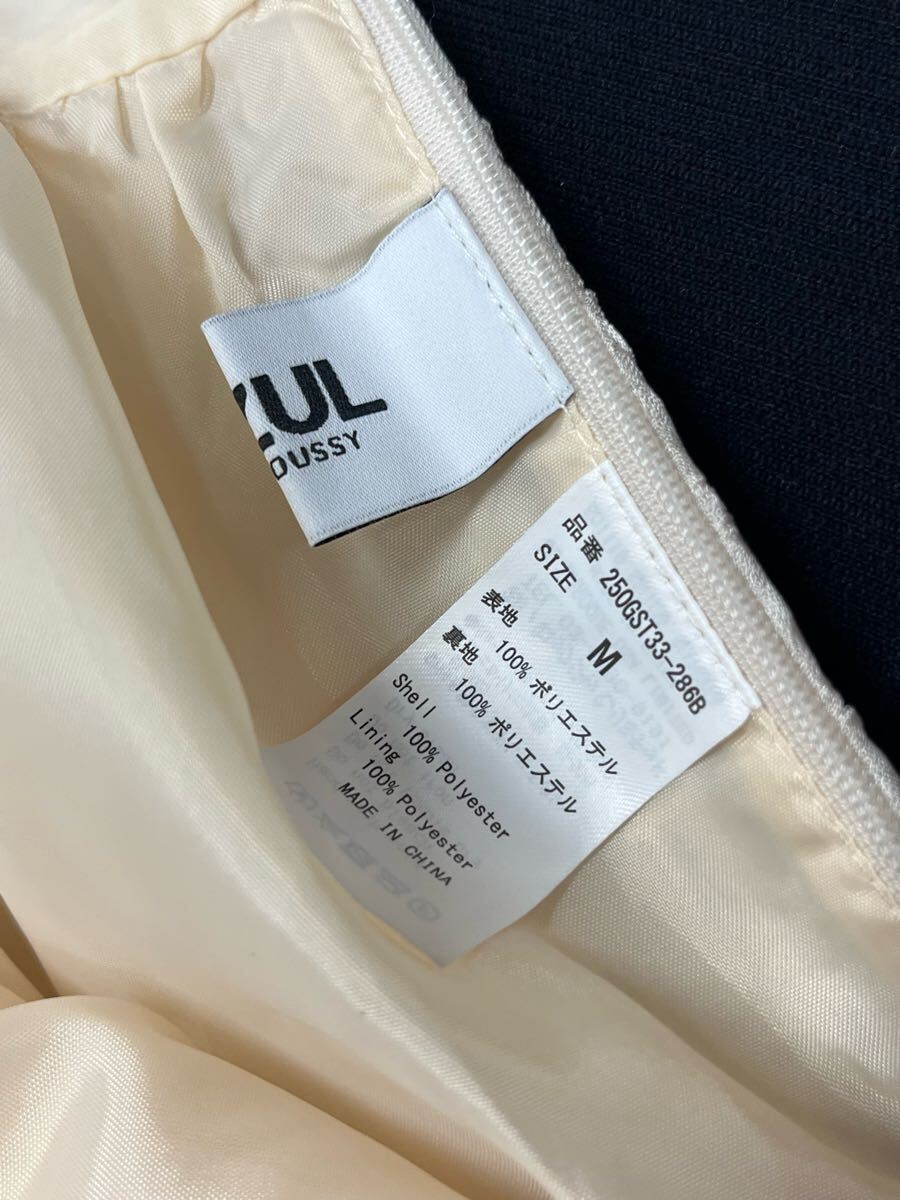 ZUL
OUSSY
品番 250GST33-286B
SIZE M
表地 100% ポリエステル
裏地 100% ポリエステル
Shell 100% Polyester
Lining 100% Polyester
MADE IN CHINA